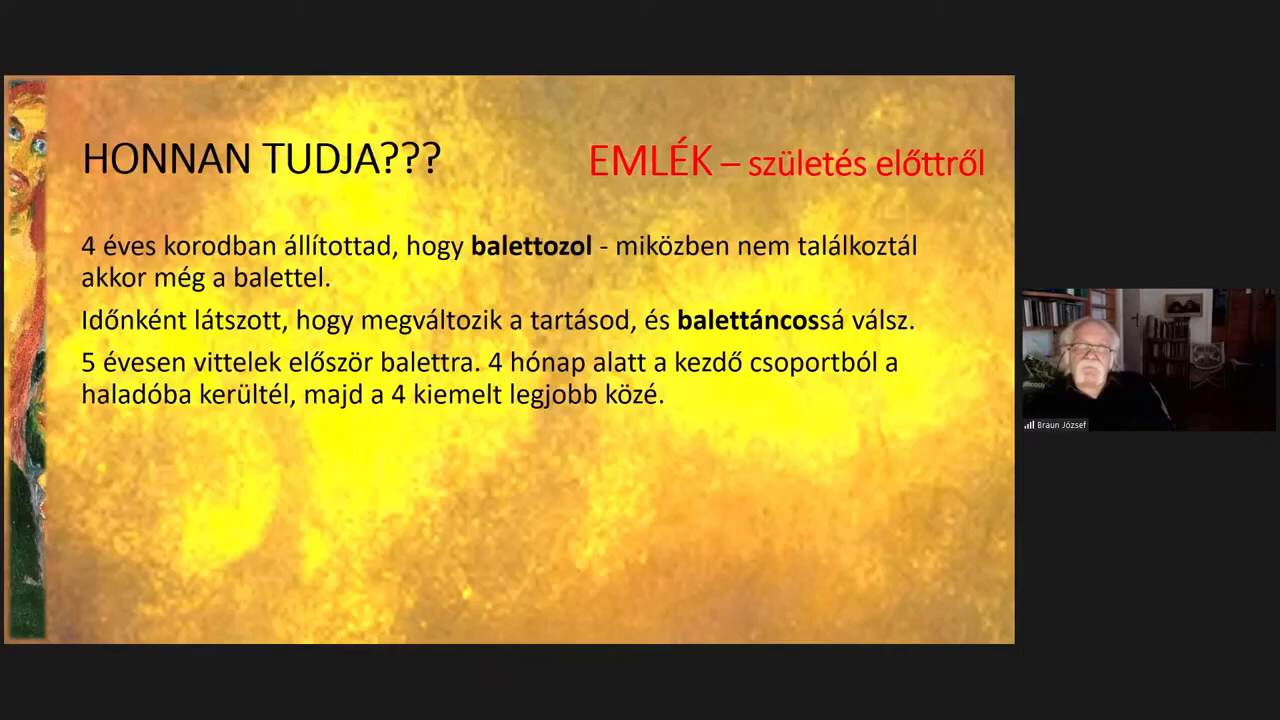 HONNAN TUDJA???
EMLÉK – születés előttről
4 éves korodban állítottad, hogy balettozol - miközben nem találkoztál
akkor még a balettel.
Időnként látszott, hogy megváltozik a tartásod, és balettáncossá válsz.
5 évesen vittelek először balettra. 4 hónap alatt a kezdő csoportból a
haladóba kerültél, majd a 4 kiemelt legjobb közé.
Braun József